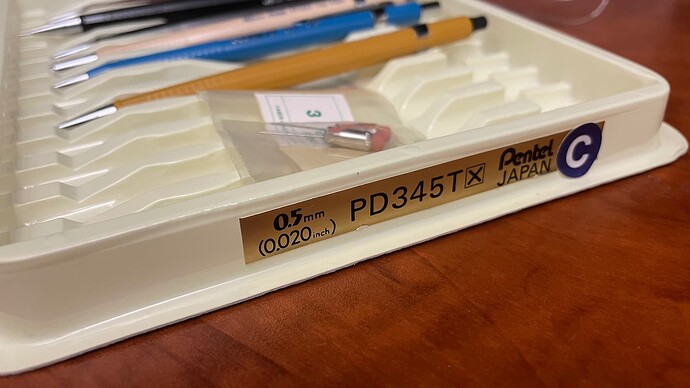 3
0.5mm
(0.020inch)
PD345T☒
Pentel
JAPAN
C